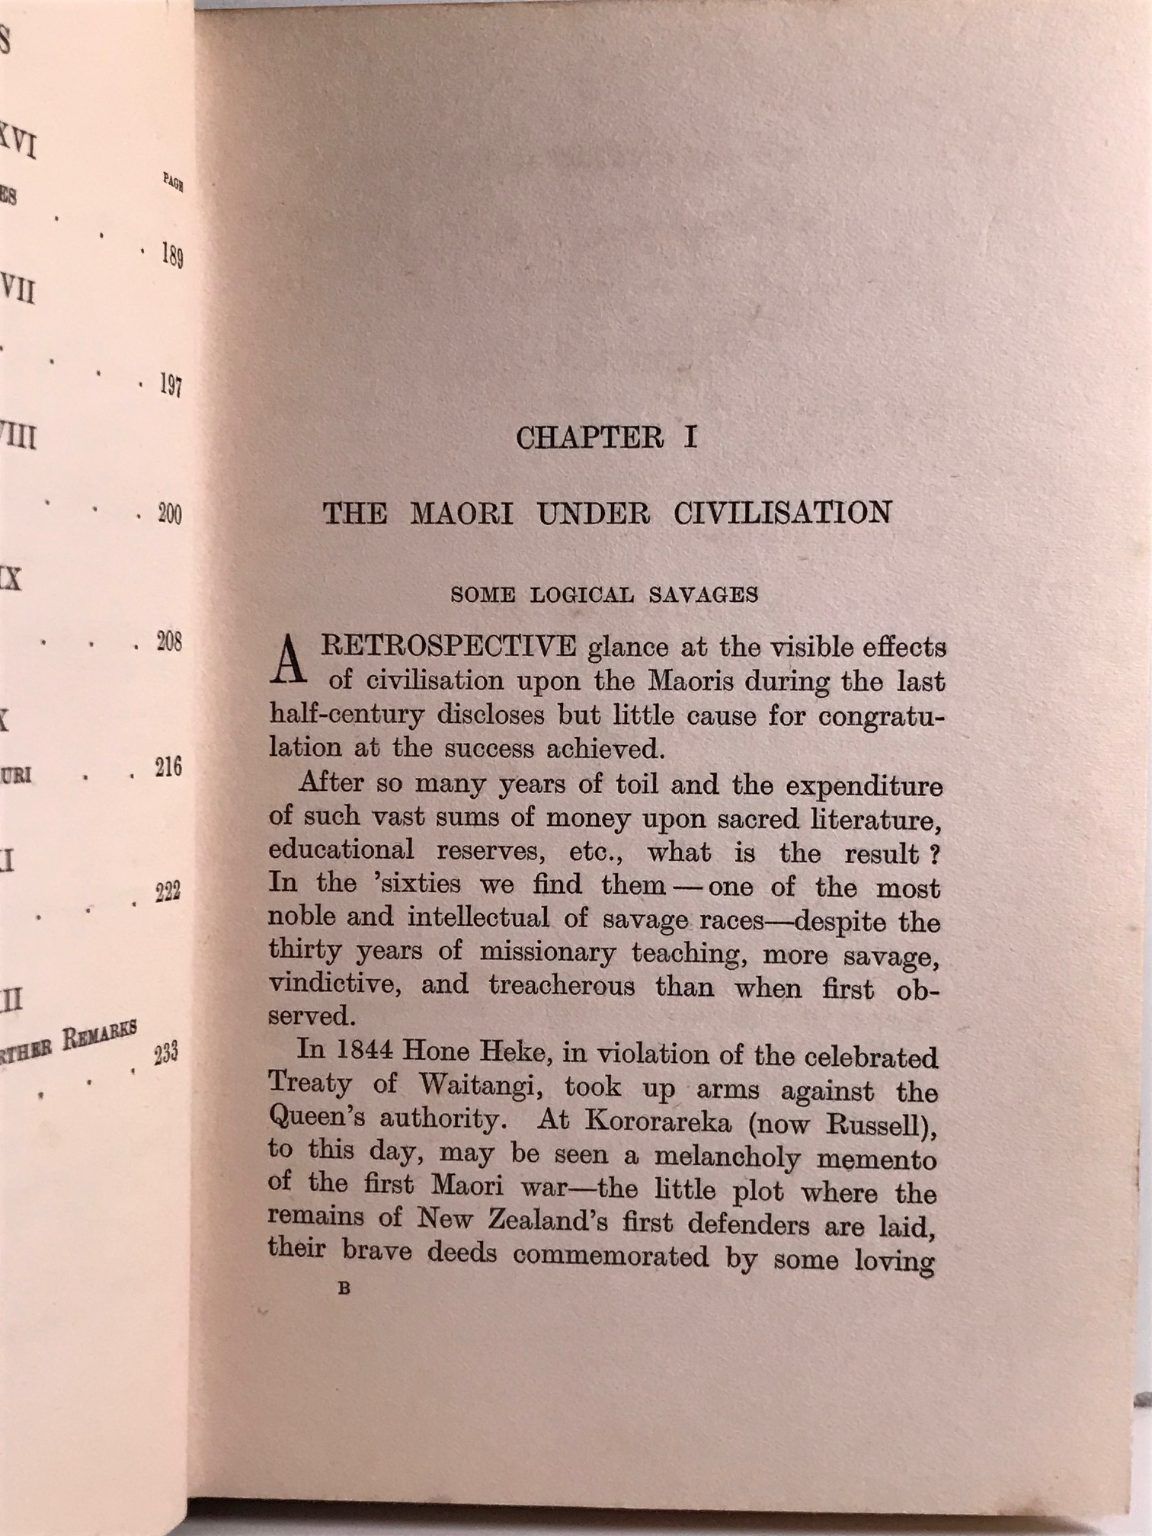 S
XVI
PAGE
ES
. . . 189
VII
. . . . 197
VIII
. . . 200
IX
. . . 208
X
URI . . 216
XI
. . . 222
II
RTHER REMARKS
. . . 233
CHAPTER I
THE MAORI UNDER CIVILISATION
SOME LOGICAL SAVAGES
A RETROSPECTIVE glance at the visible effects
of civilisation upon the Maoris during the last
half-century discloses but little cause for congratu-
lation at the success achieved.
After so many years of toil and the expenditure
of such vast sums of money upon sacred literature,
educational reserves, etc., what is the result ?
In the ’sixties we find them—one of the most
noble and intellectual of savage races—despite the
thirty years of missionary teaching, more savage,
vindictive, and treacherous than when first ob-
served.
In 1844 Hone Heke, in violation of the celebrated
Treaty of Waitangi, took up arms against the
Queen’s authority. At Kororareka (now Russell),
to this day, may be seen a melancholy memento
of the first Maori war—the little plot where the
remains of New Zealand’s first defenders are laid,
their brave deeds commemorated by some loving
B